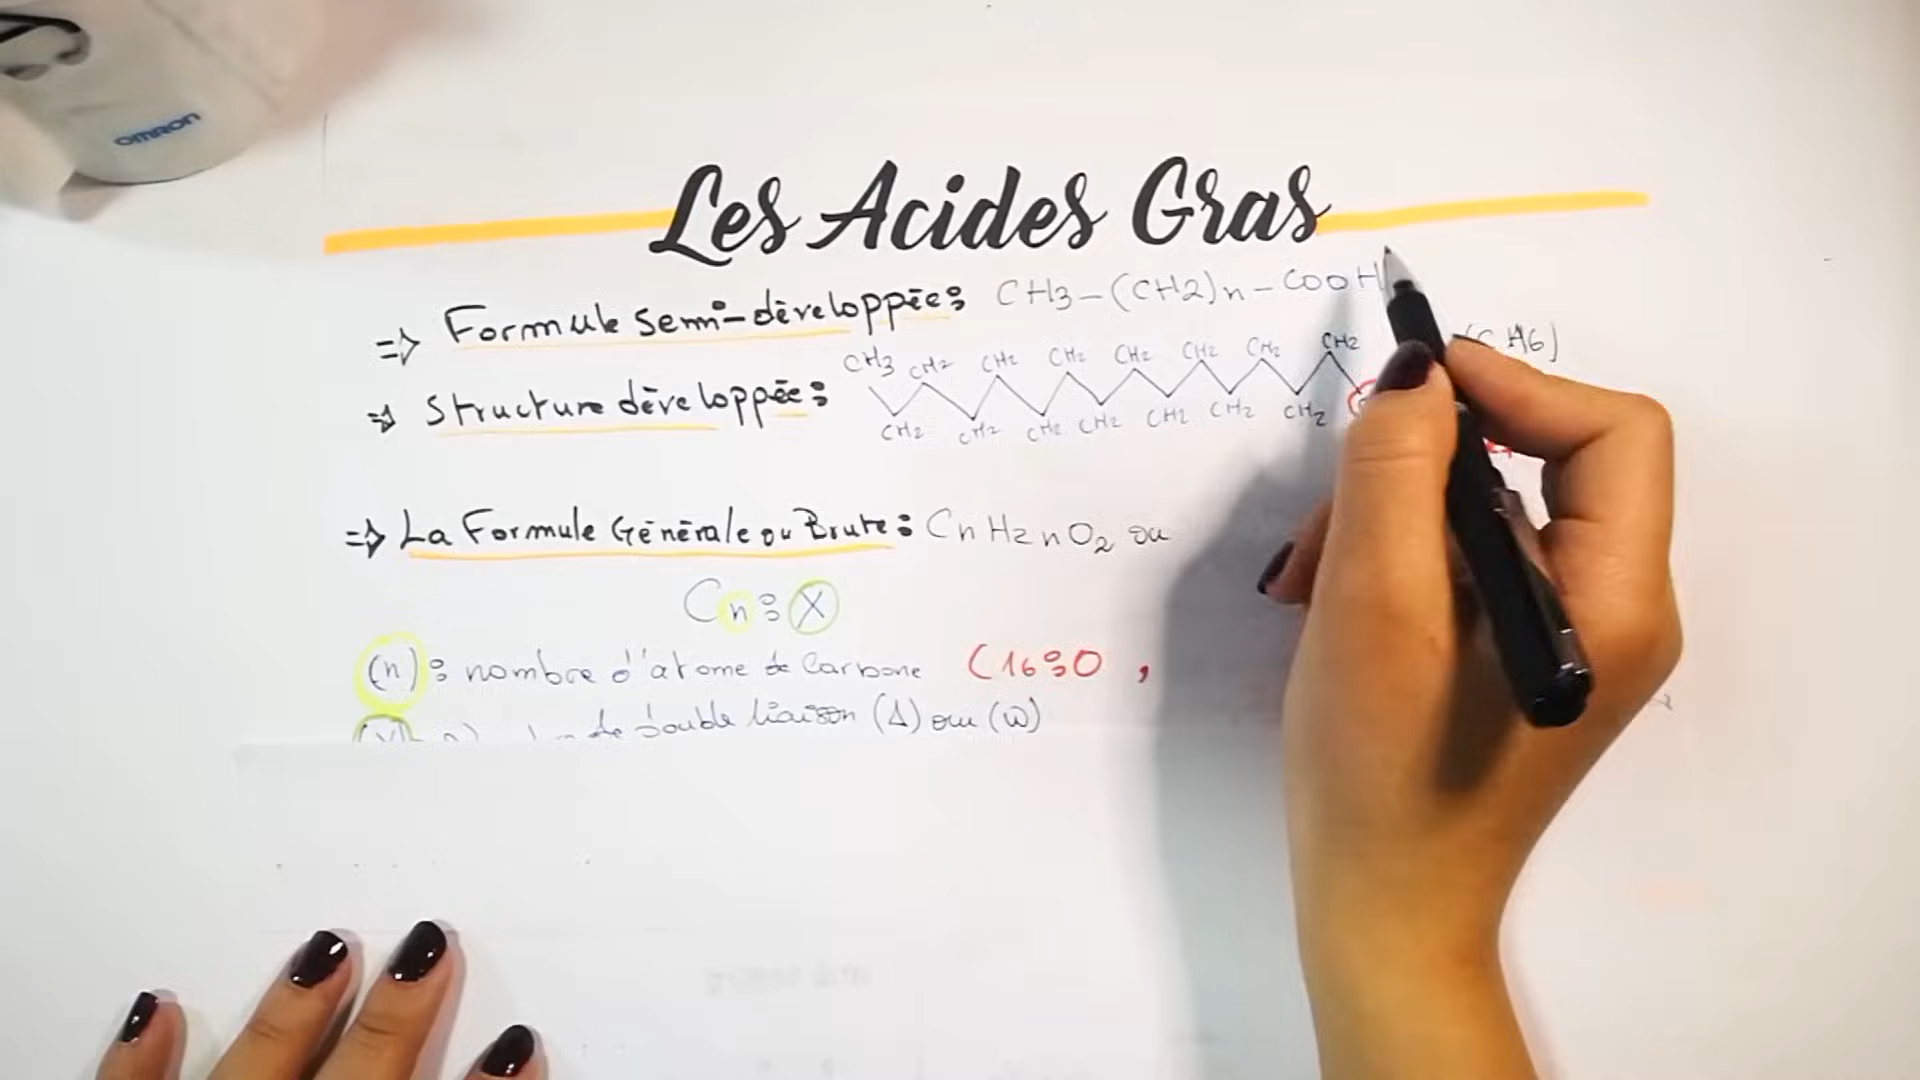 OMRON
Les Acides Gras
=> Formule semi-développée : CH3-(CH2)n-COOH
(C16)
=> Structure développée :
CH3 CH2 CH2 CH2 CH2 CH2 CH2 CH2
CH2 CH2 CH2 CH2 CH2 CH2 CH2
=> La Formule Générale ou Brute : CnH2nO2 ou
Cn : X
(n) : nombre d'atome de Carbone C16:0 ,
de double liaison (Δ) ou (ω)